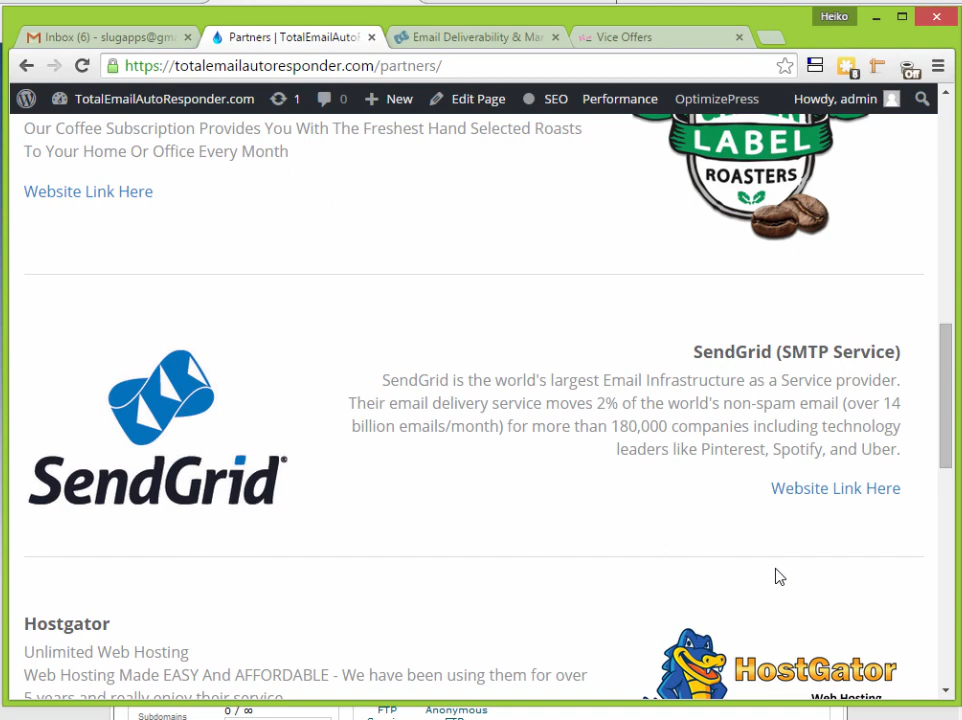 Heiko
Inbox (6) - slugapps@gm
Partners | TotalEmailAuto
Email Deliverability & Mar
Vice Offers
https://totalemailautoresponder.com/partners/
TotalEmailAutoResponder.com 1 0 New Edit Page SEO Performance OptimizePress Howdy, admin
Our Coffee Subscription Provides You With The Freshest Hand Selected Roasts
To Your Home Or Office Every Month
Website Link Here
LABEL
ROASTERS
SendGrid (SMTP Service)
SendGrid is the world's largest Email Infrastructure as a Service provider.
Their email delivery service moves 2% of the world's non-spam email (over 14
billion emails/month) for more than 180,000 companies including technology
leaders like Pinterest, Spotify, and Uber.
Website Link Here
SendGrid®
Hostgator
Unlimited Web Hosting
Web Hosting Made EASY And AFFORDABLE - We have been using them for over
5 years and really enjoy their service
HostGator
Web Hosting
Subdomains
0 / ∞
FTP
Anonymous
FTP